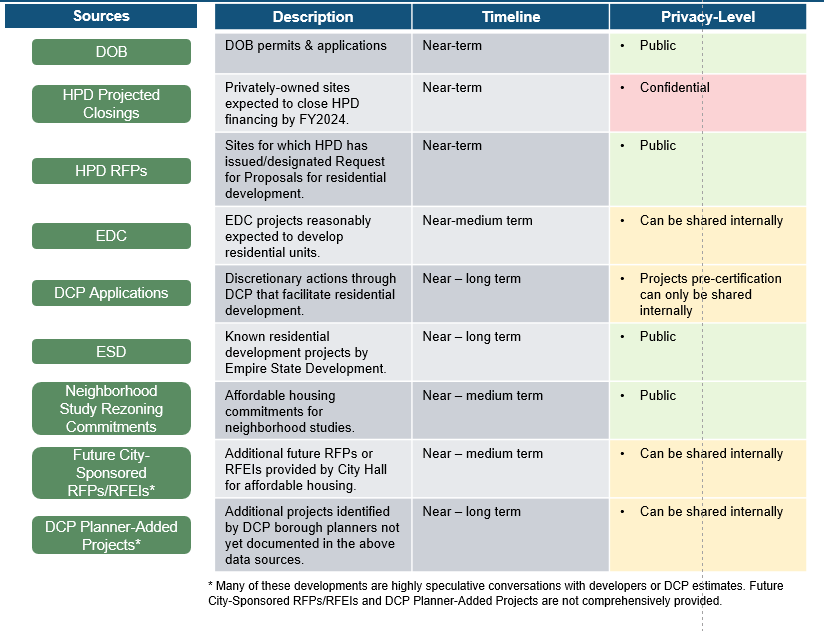 Sources
Description
Timeline
Privacy-Level
DOB
DOB permits & applications
Near-term
• Public
HPD Projected
Closings
Privately-owned sites
expected to close HPD
financing by FY2024.
Near-term
• Confidential
HPD RFPs
Sites for which HPD has
issued/designated Request
for Proposals for residential
development.
Near-term
• Public
EDC
EDC projects reasonably
expected to develop
residential units.
Near-medium term
• Can be shared internally
DCP Applications
Discretionary actions through
DCP that facilitate residential
development.
Near – long term
• Projects pre-certification
can only be shared
internally
ESD
Known residential
development projects by
Empire State Development.
Near – long term
• Public
Neighborhood
Study Rezoning
Commitments
Affordable housing
commitments for
neighborhood studies.
Near – medium term
• Public
Future City-
Sponsored
RFPs/RFEIs*
Additional future RFPs or
RFEIs provided by City Hall
for affordable housing.
Near – medium term
• Can be shared internally
DCP Planner-Added
Projects*
Additional projects identified
by DCP borough planners not
yet documented in the above
data sources.
Near – long term
• Can be shared internally
* Many of these developments are highly speculative conversations with developers or DCP estimates. Future
City-Sponsored RFPs/RFEIs and DCP Planner-Added Projects are not comprehensively provided.